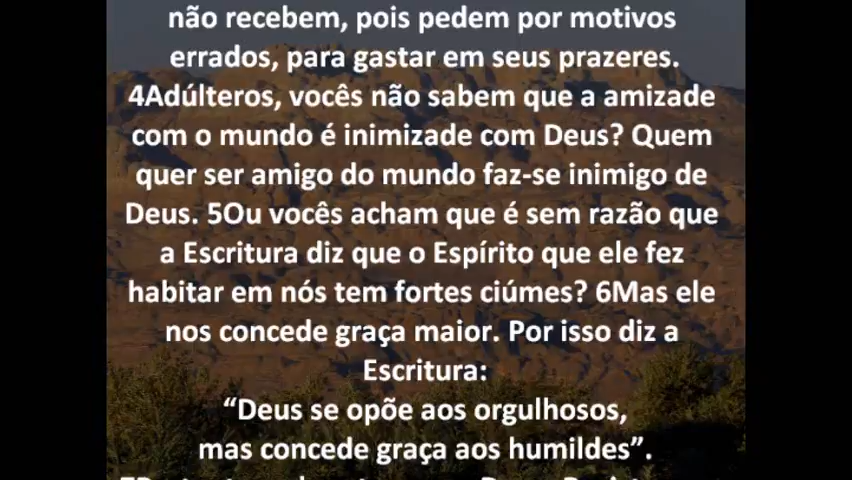 não recebem, pois pedem por motivos
errados, para gastar em seus prazeres.
4Adúlteros, vocês não sabem que a amizade
com o mundo é inimizade com Deus? Quem
quer ser amigo do mundo faz-se inimigo de
Deus. 5Ou vocês acham que é sem razão que
a Escritura diz que o Espírito que ele fez
habitar em nós tem fortes ciúmes? 6Mas ele
nos concede graça maior. Por isso diz a
Escritura:
“Deus se opõe aos orgulhosos,
mas concede graça aos humildes”.